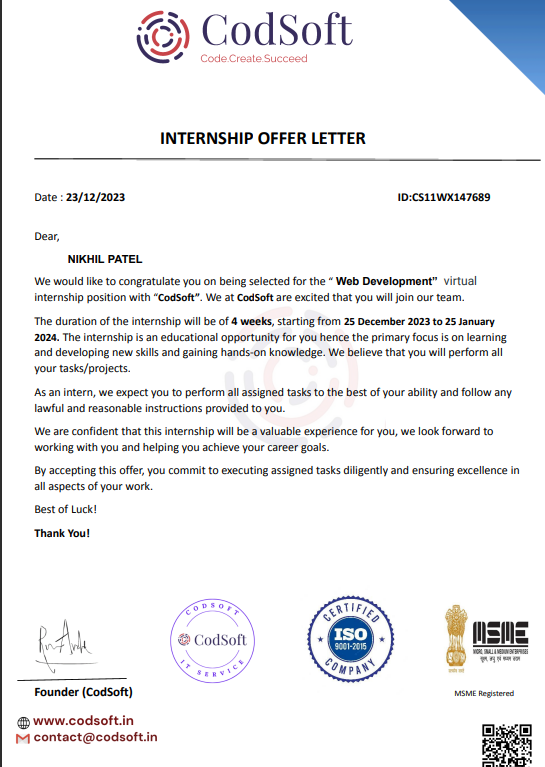 CodSoft
Code.Create.Succeed
INTERNSHIP OFFER LETTER
Date : 23/12/2023
ID:CS11WX147689
Dear,
NIKHIL PATEL
We would like to congratulate you on being selected for the “ Web Development” virtual
internship position with “CodSoft”. We at CodSoft are excited that you will join our team.
The duration of the internship will be of 4 weeks, starting from 25 December 2023 to 25 January
2024. The internship is an educational opportunity for you hence the primary focus is on learning
and developing new skills and gaining hands-on knowledge. We believe that you will perform all
your tasks/projects.
As an intern, we expect you to perform all assigned tasks to the best of your ability and follow any
lawful and reasonable instructions provided to you.
We are confident that this internship will be a valuable experience for you, we look forward to
working with you and helping you achieve your career goals.
By accepting this offer, you commit to executing assigned tasks diligently and ensuring excellence in
all aspects of your work.
Best of Luck!
Thank You!
CODSOFT
CodSoft
IT SERVICE
CERTIFIED
ISO
9001-2015
COMPANY
MSME
MICRO, SMALL & MEDIUM ENTERPRISES
सूक्ष्म, लघु एवं मध्यम उद्यम
Founder (CodSoft)
MSME Registered
www.codsoft.in
contact@codsoft.in